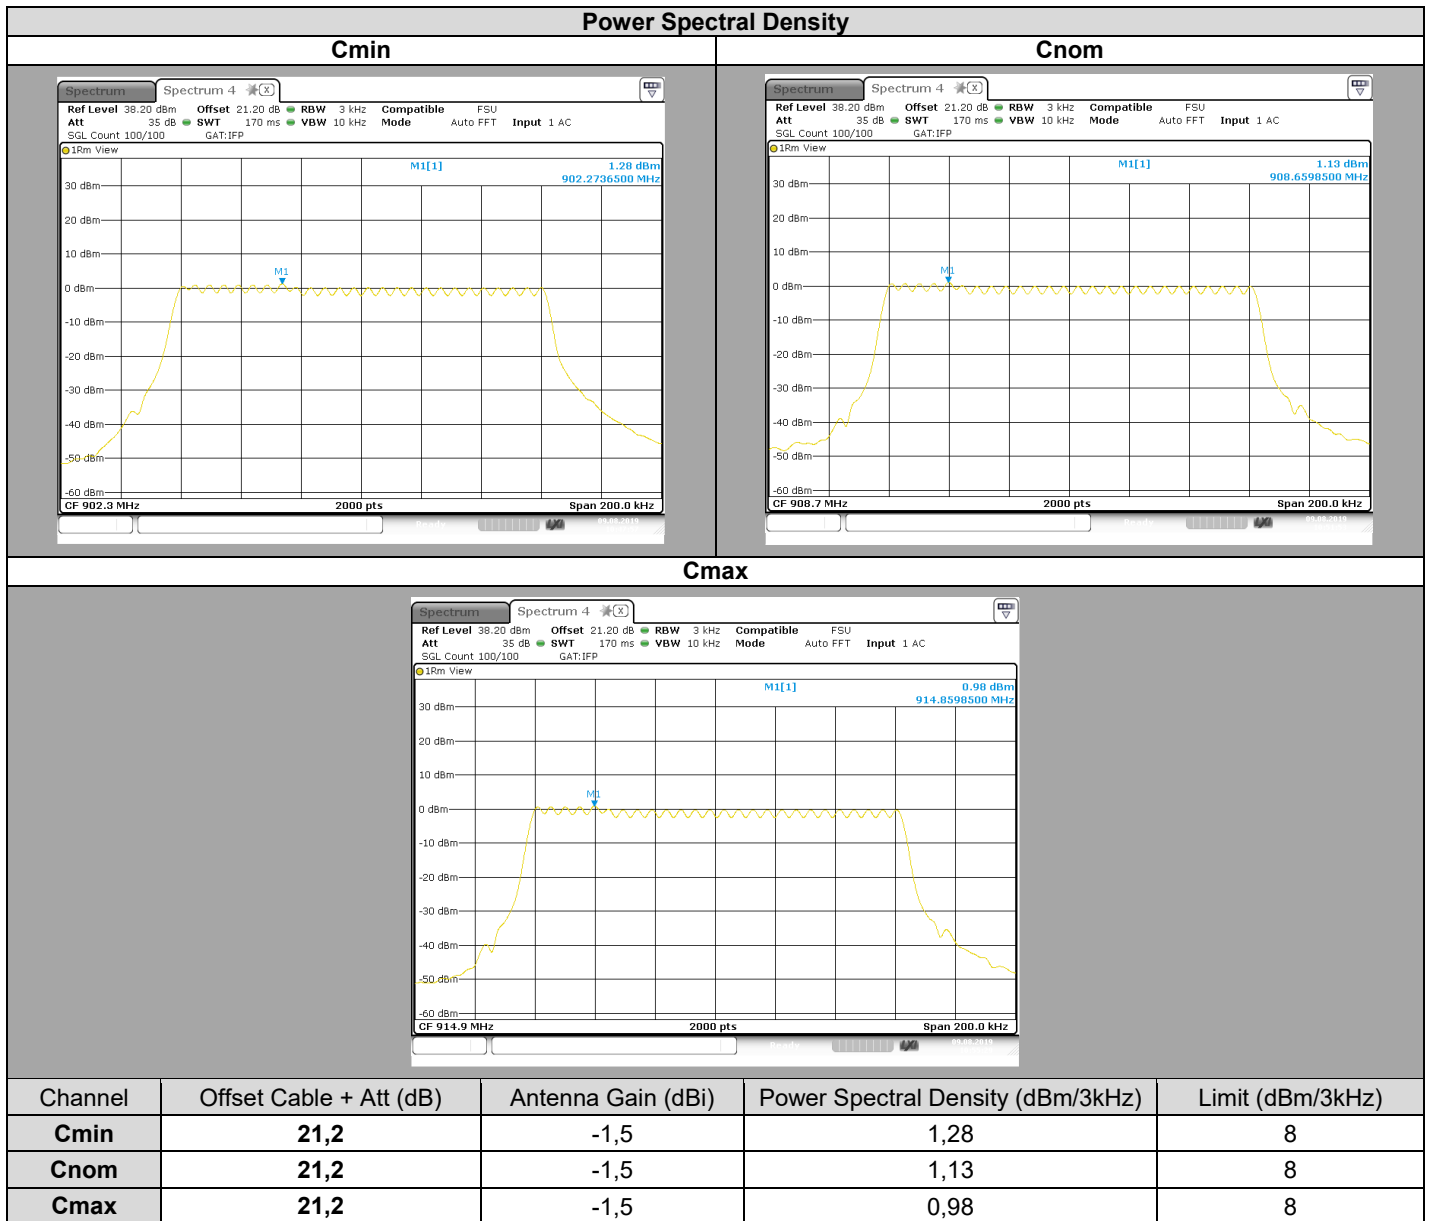 Power Spectral Density
Cmin
Cnom
Spectrum
Spectrum 4
Ref Level 38.20 dBm Offset 21.20 dB RBW 3 kHz Compatible FSU
Att 35 dB SWT 170 ms VBW 10 kHz Mode Auto FFT Input 1 AC
SGL Count 100/100 GAT:IFP
1Rm View
M1[1] 1.28 dBm
902.2736500 MHz
30 dBm
20 dBm
10 dBm
M1
0 dBm
-10 dBm
-20 dBm
-30 dBm
-40 dBm
-50 dBm
-60 dBm
CF 902.3 MHz 2000 pts Span 200.0 kHz
Ready 09.08.2019
Spectrum
Spectrum 4
Ref Level 38.20 dBm Offset 21.20 dB RBW 3 kHz Compatible FSU
Att 35 dB SWT 170 ms VBW 10 kHz Mode Auto FFT Input 1 AC
SGL Count 100/100 GAT:IFP
1Rm View
M1[1] 1.13 dBm
908.6598500 MHz
30 dBm
20 dBm
10 dBm
M1
0 dBm
-10 dBm
-20 dBm
-30 dBm
-40 dBm
-50 dBm
-60 dBm
CF 908.7 MHz 2000 pts Span 200.0 kHz
Ready 09.08.2019
Cmax
Spectrum
Spectrum 4
Ref Level 38.20 dBm Offset 21.20 dB RBW 3 kHz Compatible FSU
Att 35 dB SWT 170 ms VBW 10 kHz Mode Auto FFT Input 1 AC
SGL Count 100/100 GAT:IFP
1Rm View
M1[1] 0.98 dBm
914.8598500 MHz
30 dBm
20 dBm
10 dBm
M1
0 dBm
-10 dBm
-20 dBm
-30 dBm
-40 dBm
-50 dBm
-60 dBm
CF 914.9 MHz 2000 pts Span 200.0 kHz
Ready 09.08.2019
Channel Offset Cable + Att (dB) Antenna Gain (dBi) Power Spectral Density (dBm/3kHz) Limit (dBm/3kHz)
Cmin 21,2 -1,5 1,28 8
Cnom 21,2 -1,5 1,13 8
Cmax 21,2 -1,5 0,98 8